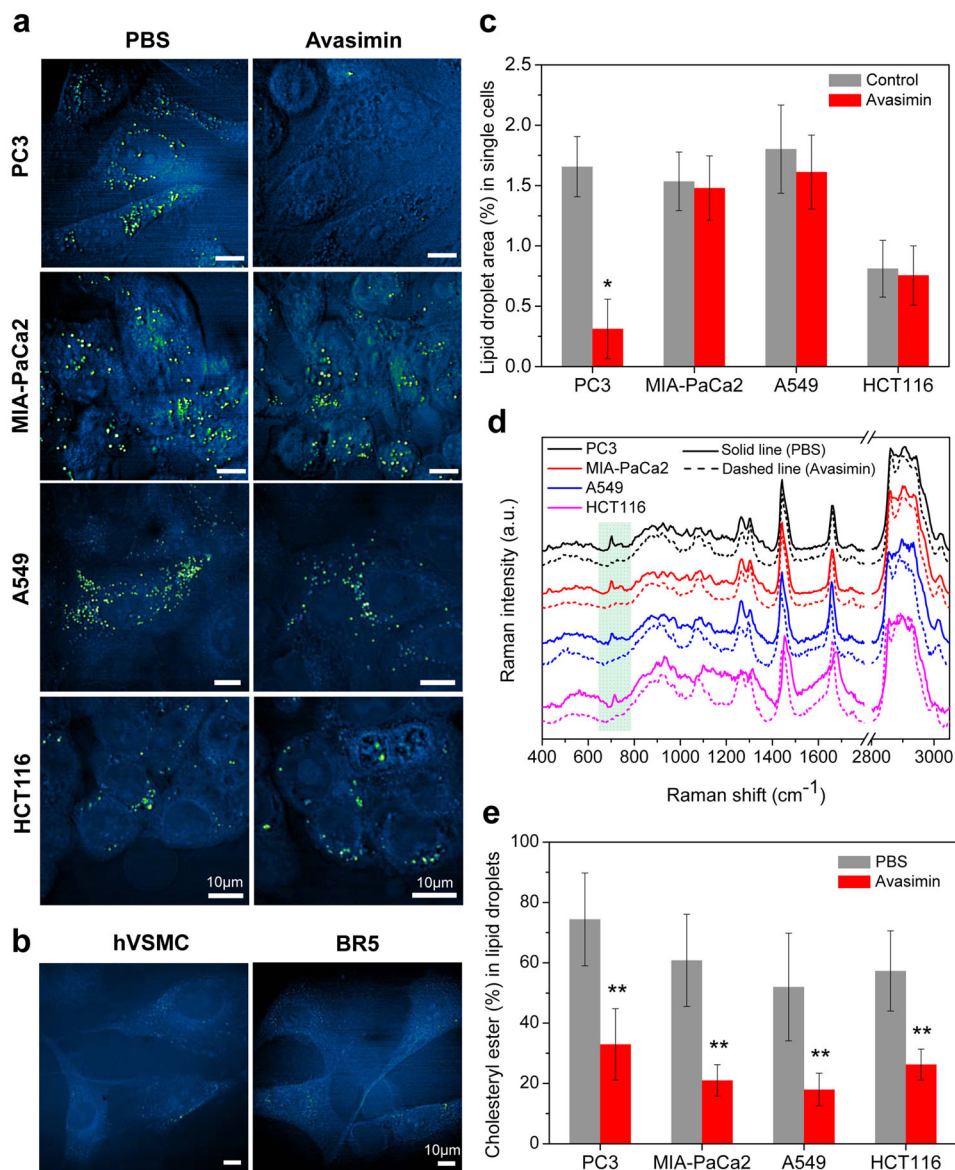 a
PBS
Avasimin
PC3
MIA-PaCa2
A549
HCT116
10μm
10μm
b
hVSMC
BR5
10μm
c
Lipid droplet area (%) in single cells
2.5
2.0
1.5
1.0
0.5
0.0
Control
Avasimin
*
PC3
MIA-PaCa2
A549
HCT116
d
Raman intensity (a.u.)
PC3
MIA-PaCa2
A549
HCT116
Solid line (PBS)
Dashed line (Avasimin)
400 600 800 1000 1200 1400 1600 2800 3000
Raman shift (cm-1)
e
Cholesteryl ester (%) in lipid droplets
100
80
60
40
20
0
PBS
Avasimin
**
**
**
**
PC3
MIA-PaCa2
A549
HCT116